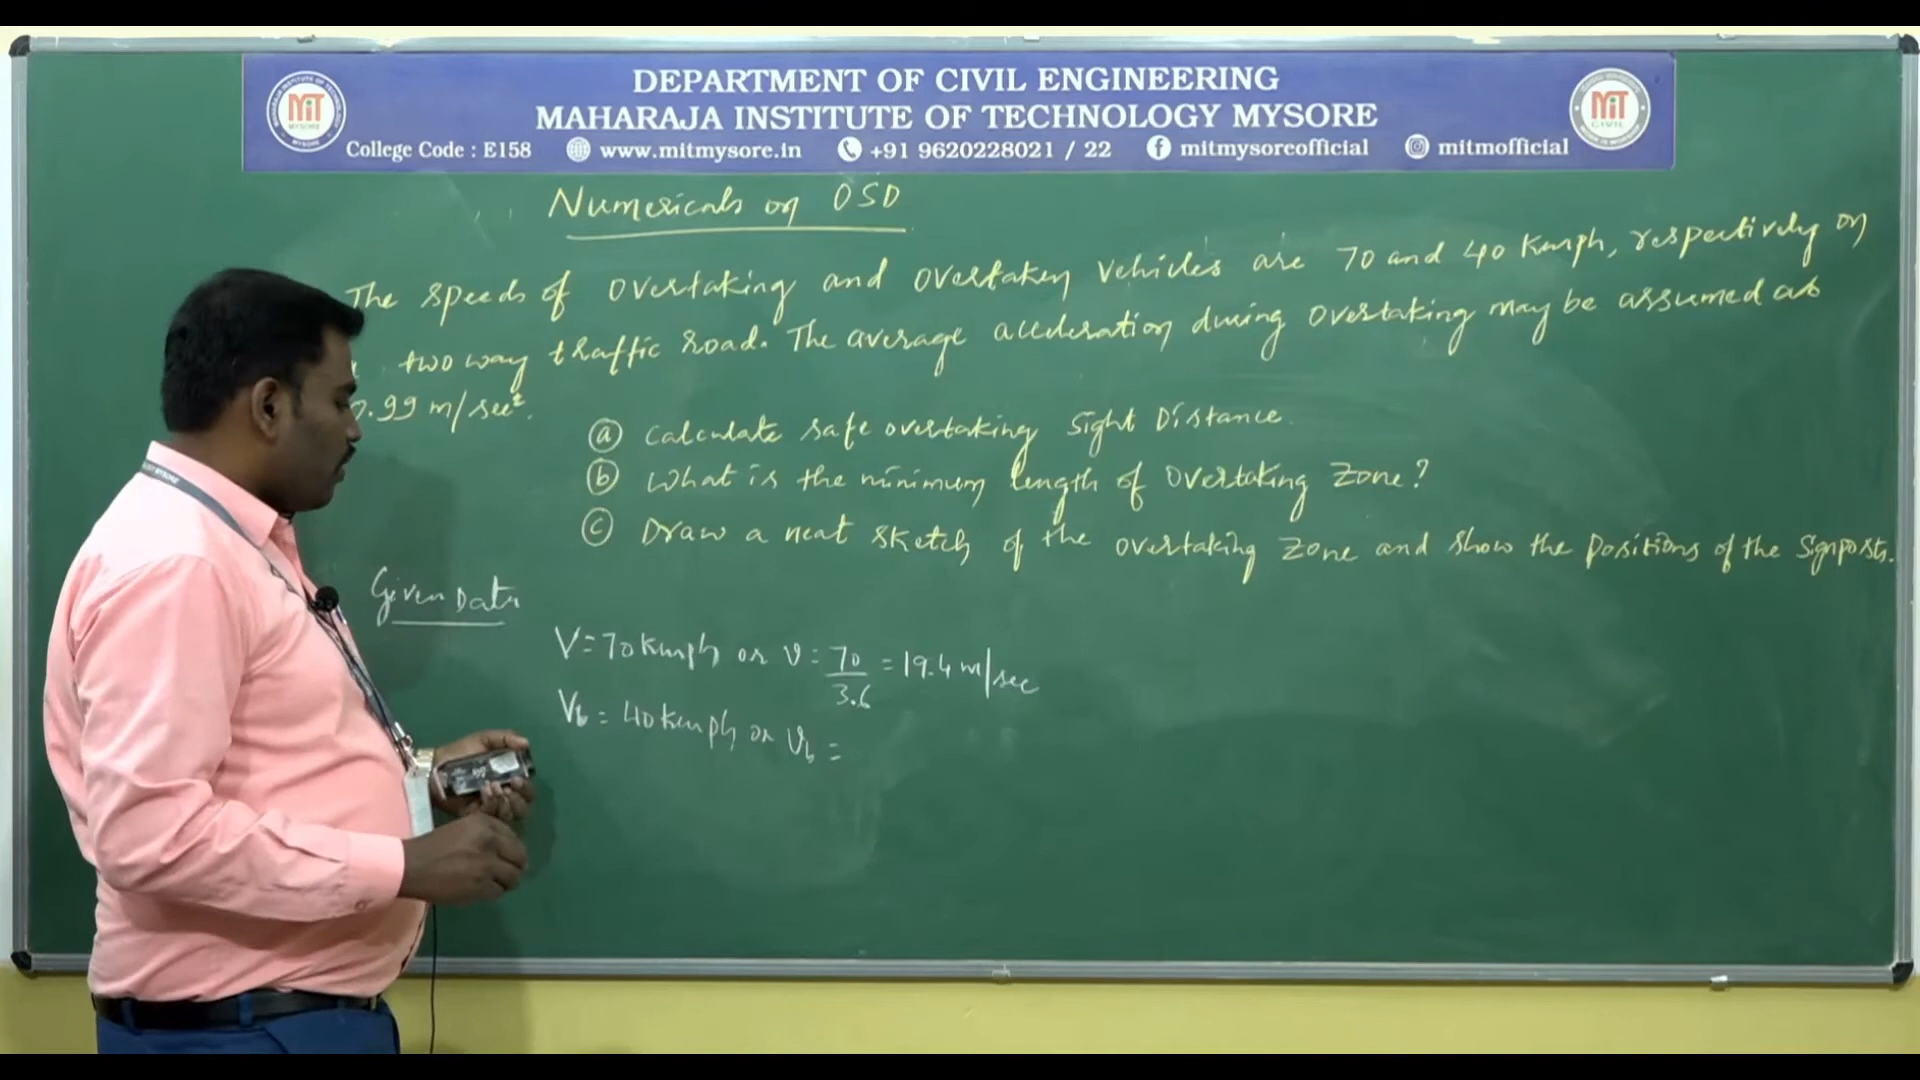 DEPARTMENT OF CIVIL ENGINEERING
MAHARAJA INSTITUTE OF TECHNOLOGY MYSORE
College Code : E158 www.mitmysore.in +91 9620228021 / 22 mitmysoreofficial mitmofficial
MIT
MYSORE
MIT
CIVIL
Numericals on OSD
The speeds of overtaking and overtaken vehicles are 70 and 40 Kmph, respectively on
two way traffic road. The average acceleration during overtaking may be assumed as
.99 m/sec².
(a) Calculate safe overtaking Sight Distance.
(b) What is the minimum length of overtaking Zone?
(c) Draw a neat sketch of the overtaking Zone and show the positions of the Signposts.
Given Data
V = 70 Kmph or v = 70/3.6 = 19.4 m/sec
Vb = 40 Kmph or vb =